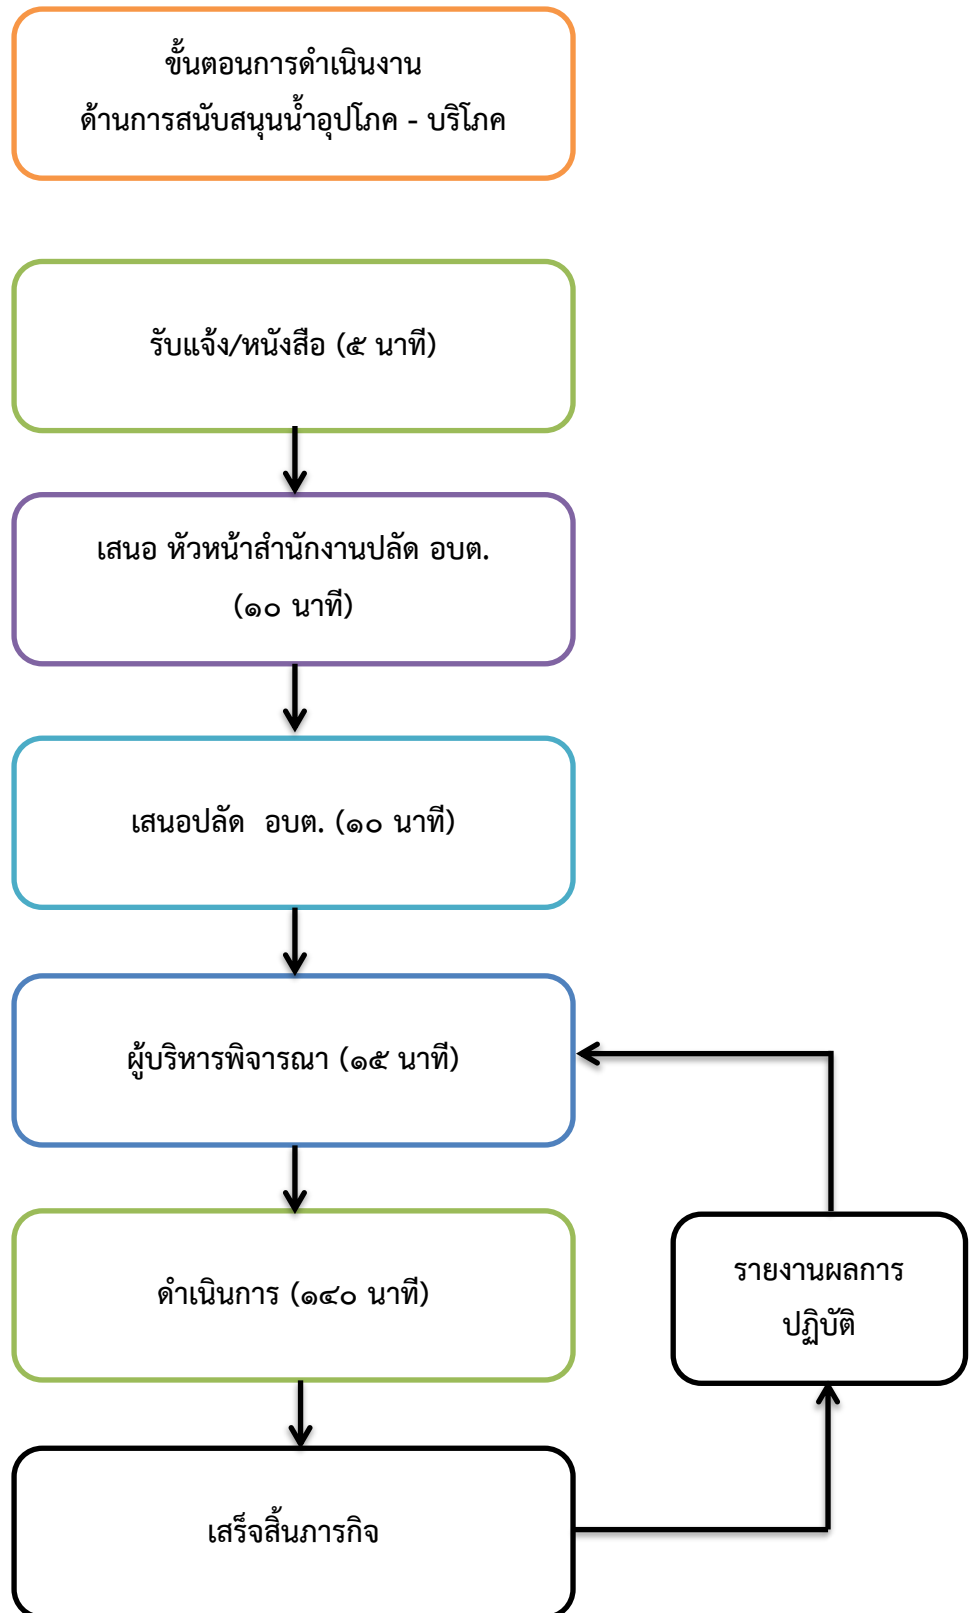 ขั้นตอนการดำเนินงาน
ด้านการสนับสนุนน้ำอุปโภค - บริโภค
รับแจ้ง/หนังสือ (๕ นาที)
เสนอ หัวหน้าสำนักงานปลัด อบต.
(๑๐ นาที)
เสนอปลัด  อบต. (๑๐ นาที)
ผู้บริหารพิจารณา (๑๕ นาที)
ดำเนินการ (๑๔๐ นาที)
รายงานผลการ
ปฏิบัติ
เสร็จสิ้นภารกิจ